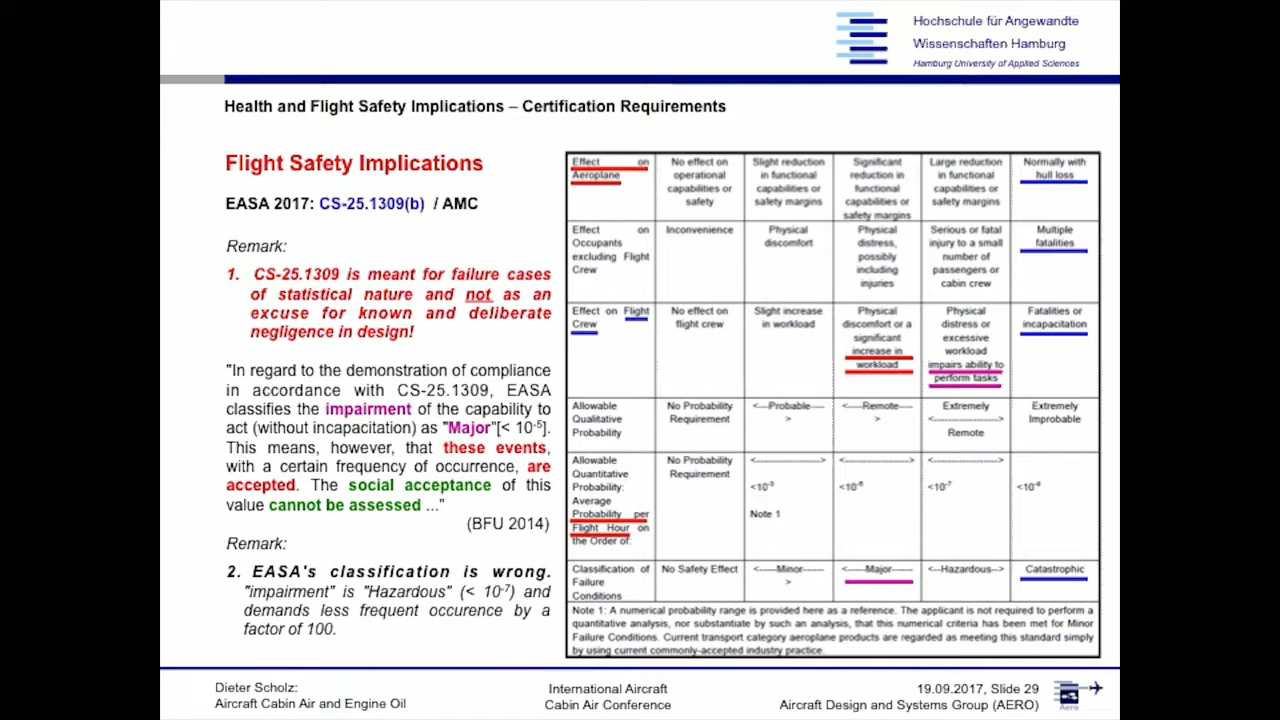 Hochschule für Angewandte
Wissenschaften Hamburg
Hamburg University of Applied Sciences
Health and Flight Safety Implications – Certification Requirements
Flight Safety Implications
EASA 2017: CS-25.1309(b) / AMC
Remark:
1. CS-25.1309 is meant for failure cases
of statistical nature and not as an
excuse for known and deliberate
negligence in design!
"In regard to the demonstration of compliance
in accordance with CS-25.1309, EASA
classifies the impairment of the capability to
act (without incapacitation) as "Major"[< 10-5].
This means, however, that these events,
with a certain frequency of occurrence, are
accepted. The social acceptance of this
value cannot be assessed ..."
(BFU 2014)
Remark:
2. EASA's classification is wrong.
"impairment" is "Hazardous" (< 10-7) and
demands less frequent occurence by a
factor of 100.
Effect on Aeroplane
No effect on operational capabilities or safety
Slight reduction in functional capabilities or safety margins
Significant reduction in functional capabilities or safety margins
Large reduction in functional capabilities or safety margins
Normally with hull loss
Effect on Occupants excluding Flight Crew
Inconvenience
Physical discomfort
Physical distress, possibly including injuries
Serious or fatal injury to a small number of passengers or cabin crew
Multiple fatalities
Effect on Flight Crew
No effect on flight crew
Slight increase in workload
Physical discomfort or a significant increase in workload
Physical distress or excessive workload impairs ability to perform tasks
Fatalities or incapacitation
Allowable Qualitative Probability
No Probability Requirement
<---Probable---->
<----Remote---->
Extremely <---------------> Remote
Extremely Improbable
Allowable Quantitative Probability: Average Probability per Flight Hour on the Order of:
No Probability Requirement
<---------------> <10-3 Note 1
<---------------> <10-5
<---------------> <10-7
<10-9
Classification of Failure Conditions
No Safety Effect
<----Minor----->
<-----Major----->
<--Hazardous-->
Catastrophic
Note 1: A numerical probability range is provided here as a reference. The applicant is not required to perform a
quantitative analysis, nor substantiate by such an analysis, that this numerical criteria has been met for Minor
Failure Conditions. Current transport category aeroplane products are regarded as meeting this standard simply
by using current commonly-accepted industry practice.
Dieter Scholz:
Aircraft Cabin Air and Engine Oil
International Aircraft
Cabin Air Conference
19.09.2017, Slide 29
Aircraft Design and Systems Group (AERO)
Aero